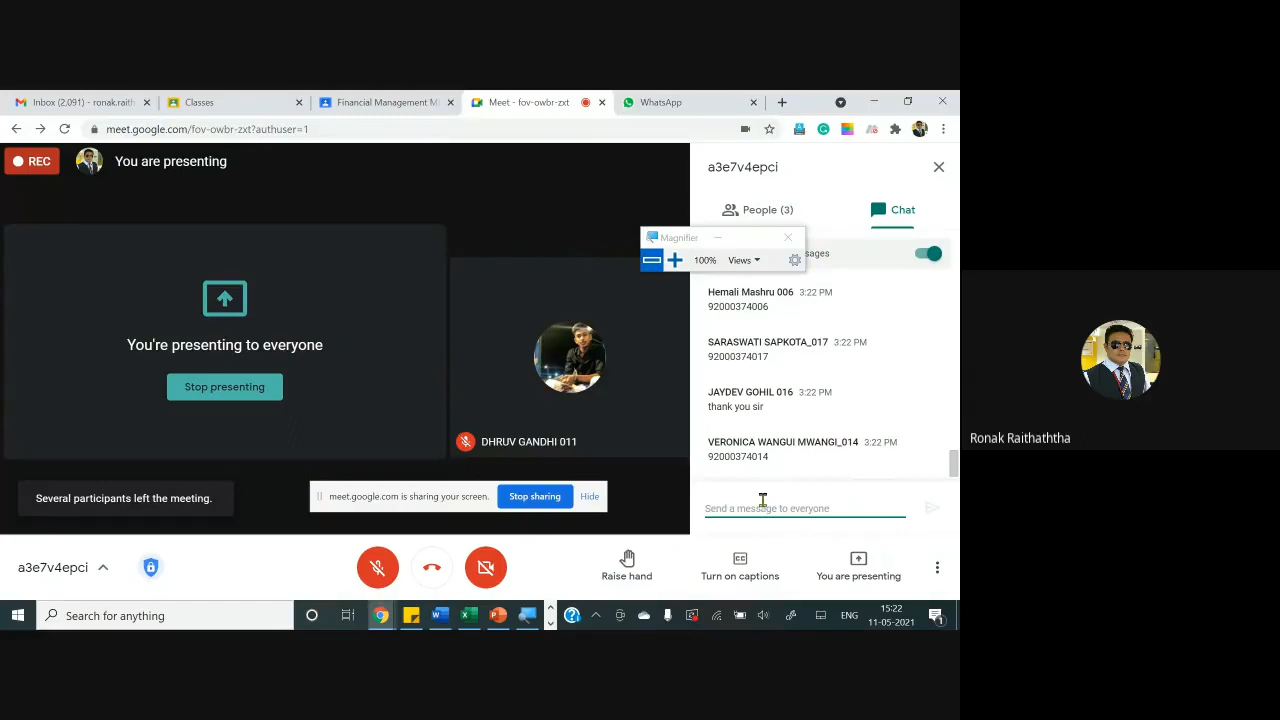 Inbox (2,091) - ronak.raith
Classes
Financial Management M
Meet - fov-owbr-zxt
WhatsApp
meet.google.com/fov-owbr-zxt?authuser=1
REC
You are presenting
a3e7v4epci
People (3)
Chat
Magnifier
100%
Views
sages
Hemali Mashru 006 3:22 PM
92000374006
SARASWATI SAPKOTA_017 3:22 PM
92000374017
JAYDEV GOHIL 016 3:22 PM
thank you sir
VERONICA WANGUI MWANGI_014 3:22 PM
92000374014
Send a message to everyone
You're presenting to everyone
Stop presenting
DHRUV GANDHI 011
Several participants left the meeting.
meet.google.com is sharing your screen.
Stop sharing
Hide
Ronak Raithaththa
a3e7v4epci
Raise hand
CC
Turn on captions
You are presenting
Search for anything
ENG
15:22
11-05-2021
1